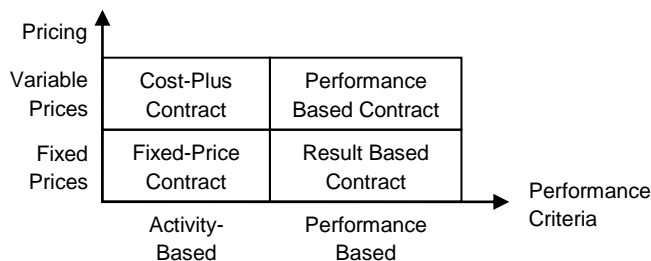 Pricing
Variable
Prices
Cost-Plus
Contract
Performance
Based Contract
Fixed
Prices
Fixed-Price
Contract
Result Based
Contract
Performance
Criteria
Activity-
Based
Performance
Based